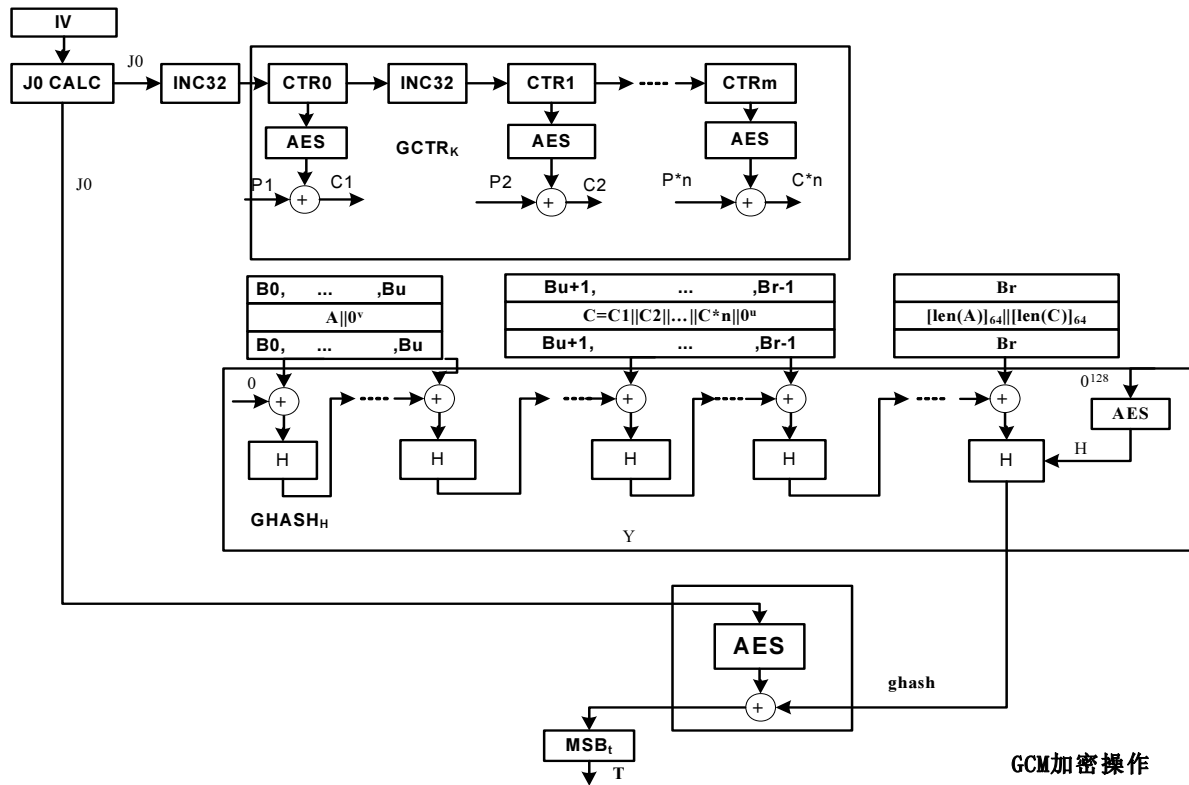 IV
J0 CALC
J0
INC32
CTR0
INC32
CTR1
CTRm
AES
AES
AES
GCTRK
J0
P1
C1
P2
C2
P*n
C*n
+
+
+
B0, ... ,Bu
A||0ᵛ
B0, ... ,Bu
Bu+1, ... ,Br-1
C=C1||C2||...||C*n||0ᵘ
Bu+1, ... ,Br-1
Br
[len(A)]₆₄||[len(C)]₆₄
Br
0
+
+
+
+
+
0¹²⁸
AES
H
H
H
H
H
H
GHASHH
Y
AES
ghash
+
MSBt
T
GCM加密操作